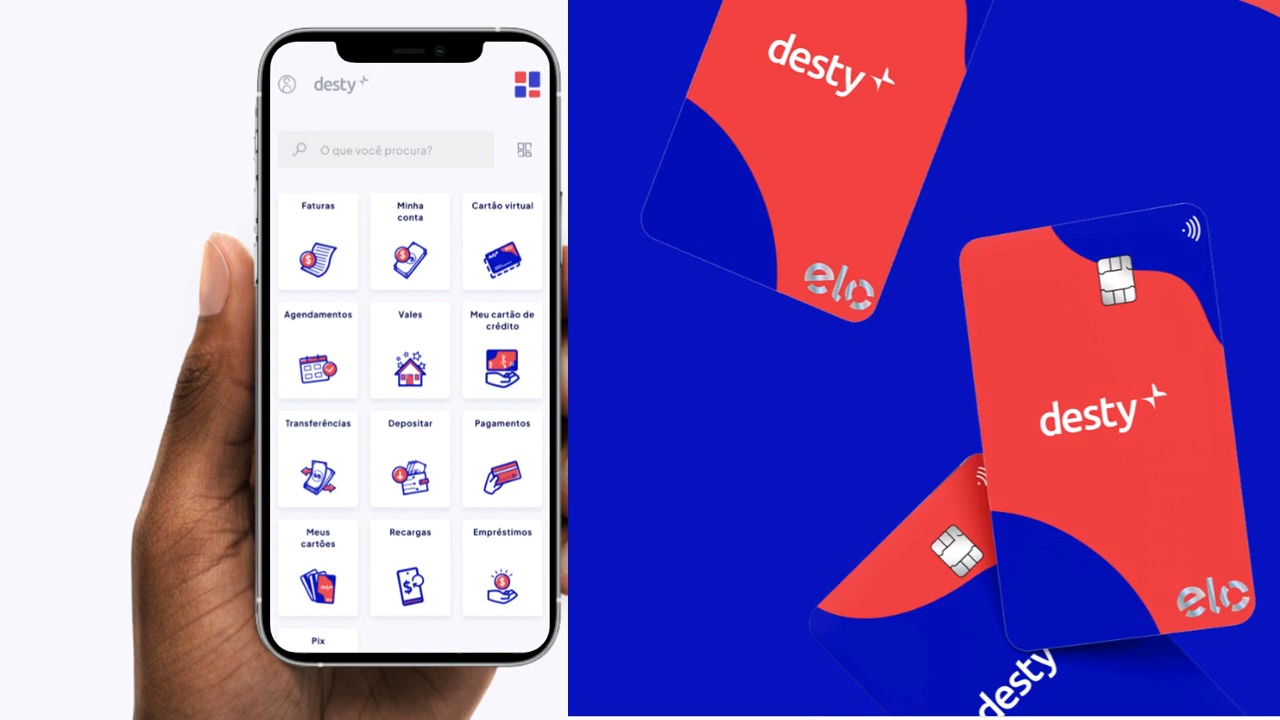 desty
O que você procura?
Faturas
Minha
conta
Cartão virtual
Agendamentos
Vales
Meu cartão de
crédito
Transferências
Depositar
Pagamentos
Meus
cartões
Recargas
Empréstimos
Pix
desty
elo
desty
elo
desty